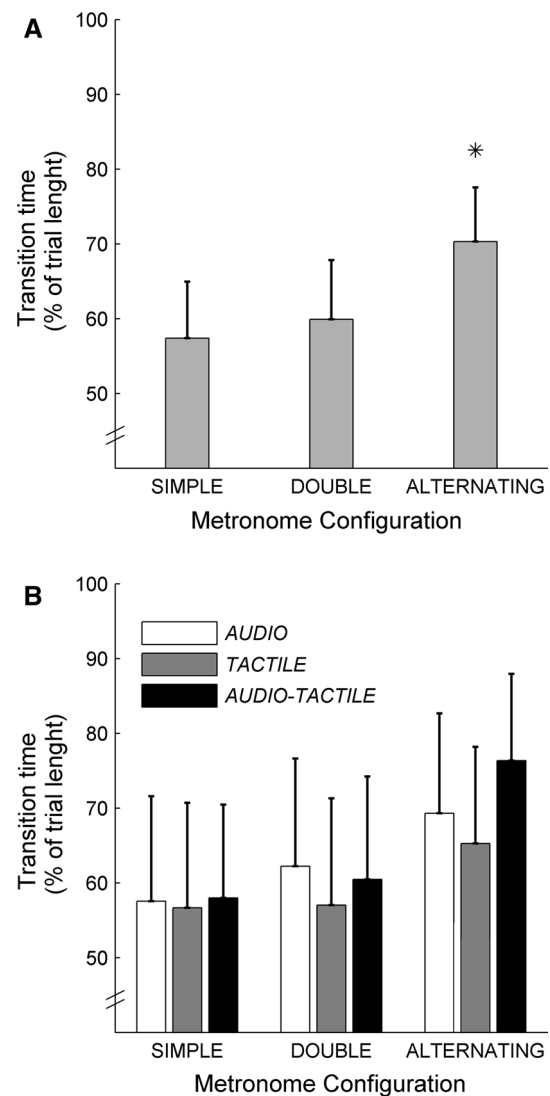 A
100
90
80
70
60
50
Transition time
(% of trial lenght)
*
SIMPLE DOUBLE ALTERNATING
Metronome Configuration
B
100
90
80
70
60
50
Transition time
(% of trial lenght)
AUDIO
TACTILE
AUDIO-TACTILE
SIMPLE DOUBLE ALTERNATING
Metronome Configuration